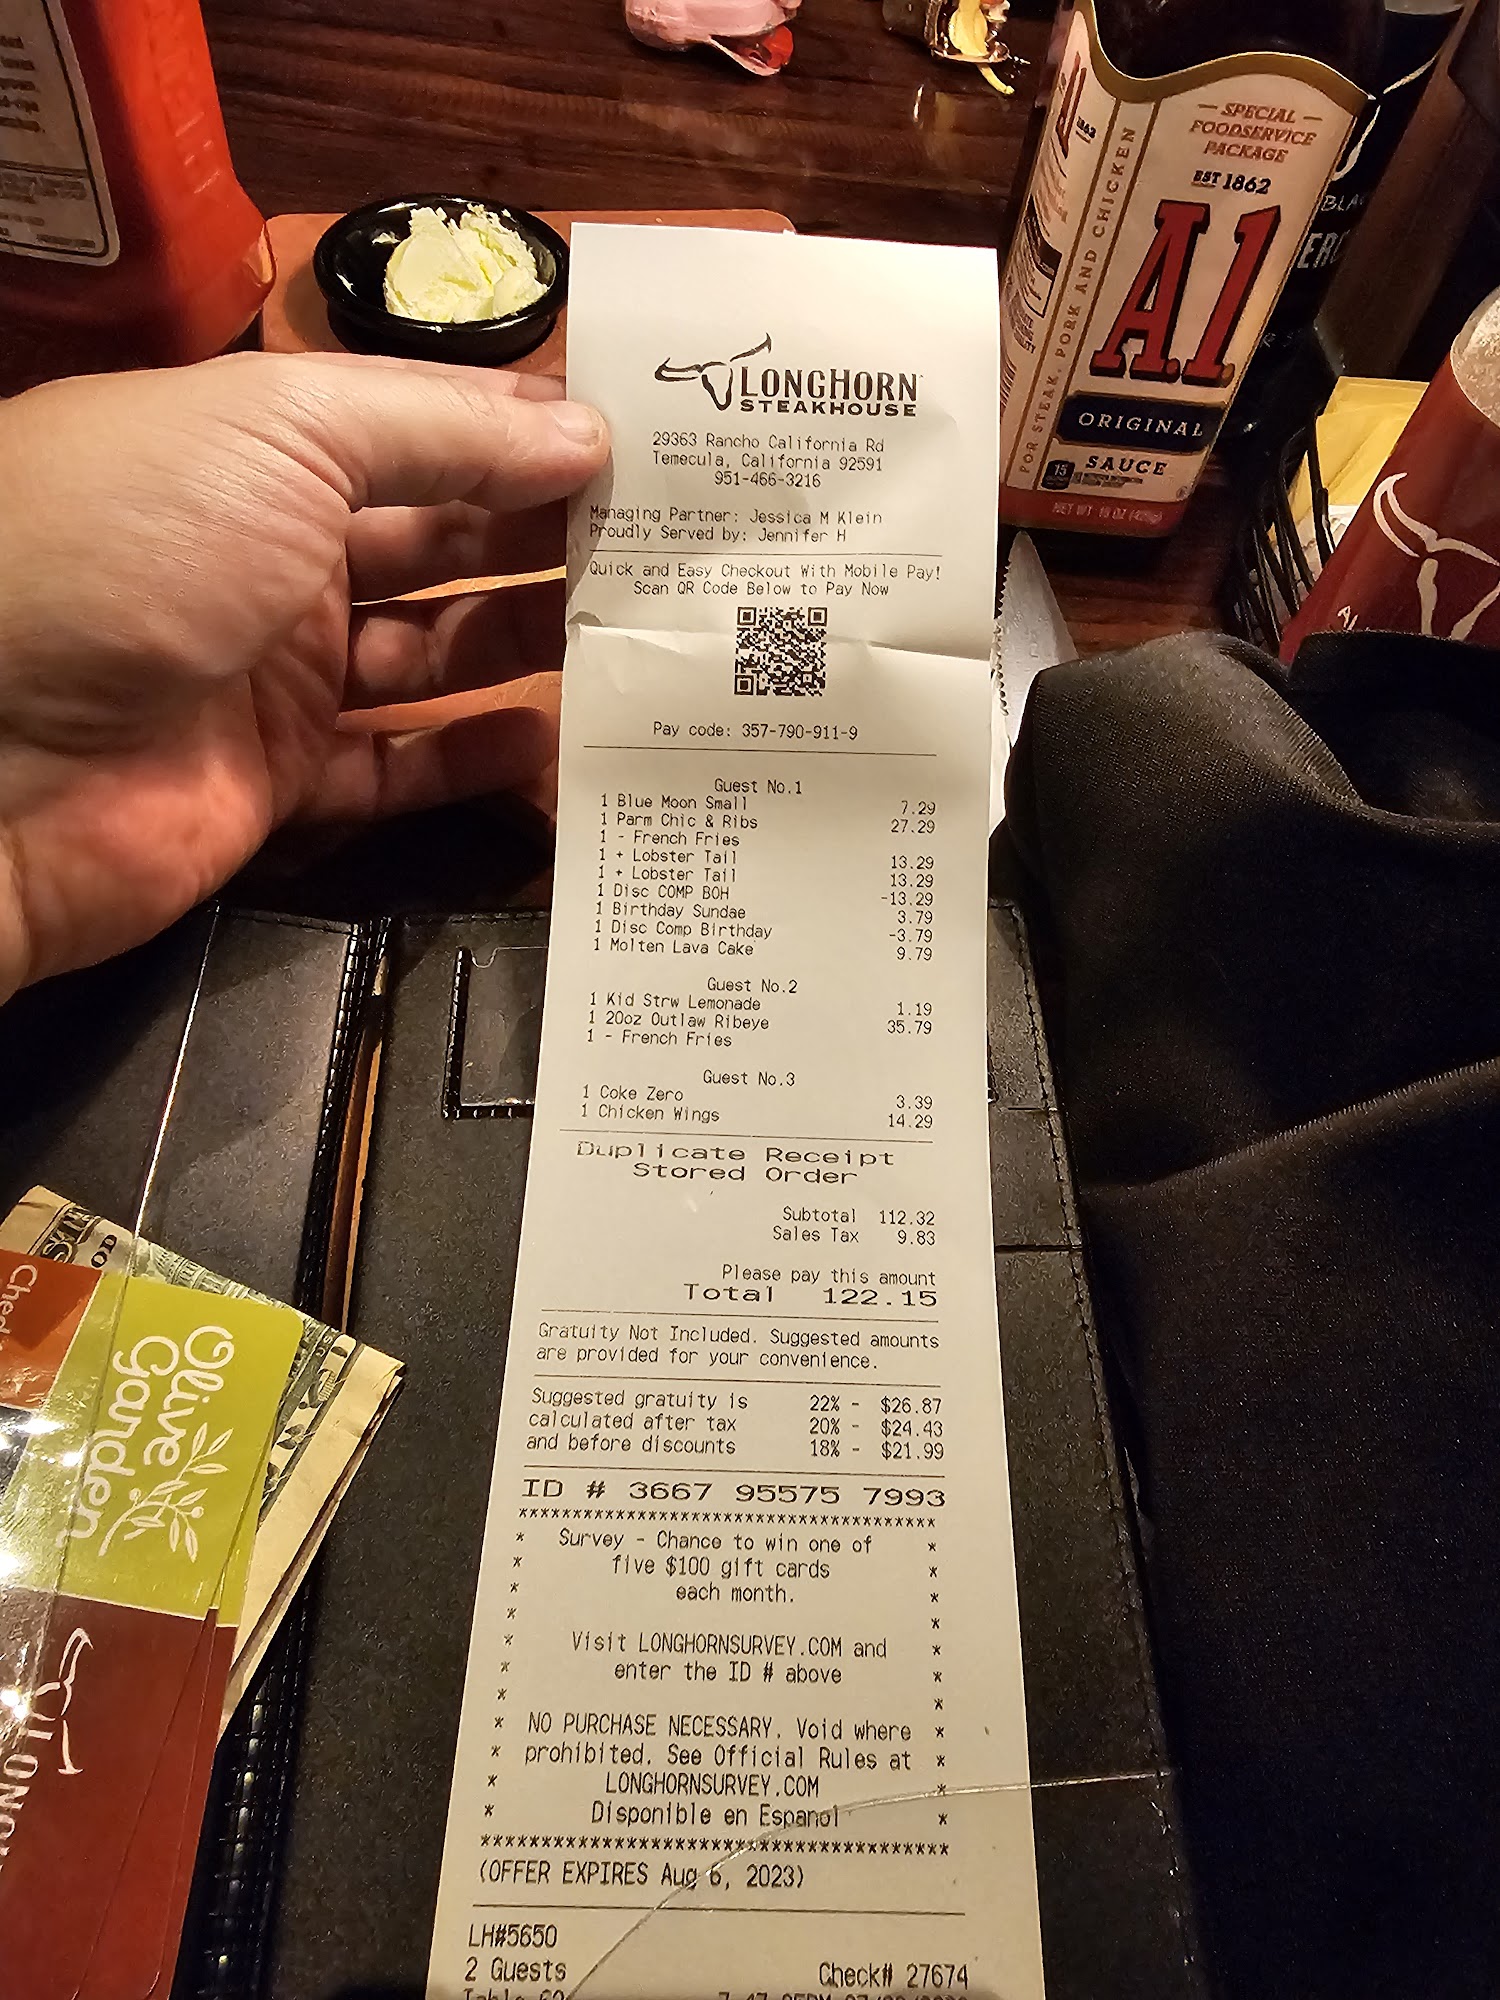 LONGHORN
STEAKHOUSE
29363 Rancho California Rd
Temecula, California 92591
951-466-3216
Managing Partner: Jessica M Klein
Proudly Served by: Jennifer H
Quick and Easy Checkout With Mobile Pay!
Scan QR Code Below to Pay Now
Pay code: 357-790-911-9
Guest No.1
1 Blue Moon Small 7.29
1 Parm Chic & Ribs 27.29
1 - French Fries
1 + Lobster Tail 13.29
1 + Lobster Tail 13.29
1 Disc COMP BOH -13.29
1 Birthday Sundae 3.79
1 Disc Comp Birthday -3.79
1 Molten Lava Cake 9.79
Guest No.2
1 Kid Strw Lemonade 1.19
1 20oz Outlaw Ribeye 35.79
1 - French Fries
Guest No.3
1 Coke Zero 3.39
1 Chicken Wings 14.29
Duplicate Receipt
Stored Order
Subtotal 112.32
Sales Tax 9.83
Please pay this amount
Total 122.15
Gratuity Not Included. Suggested amounts
are provided for your convenience.
Suggested gratuity is 22% - $26.87
calculated after tax 20% - $24.43
and before discounts 18% - $21.99
ID # 3667 95575 7993
****************************************
* Survey - Chance to win one of *
* five $100 gift cards *
* each month. *
* *
* Visit LONGHORNSURVEY.COM and *
* enter the ID # above *
* *
* NO PURCHASE NECESSARY. Void where *
* prohibited. See Official Rules at *
* LONGHORNSURVEY.COM *
* Disponible en Espanol *
****************************************
(OFFER EXPIRES Aug 6, 2023)
LH#5650
2 Guests Check# 27674
SPECIAL
FOODSERVICE
PACKAGE
EST 1862
A.1.
ORIGINAL
SAUCE
NET WT 15 OZ
FOR STEAK, PORK AND CHICKEN
Olive
Garden